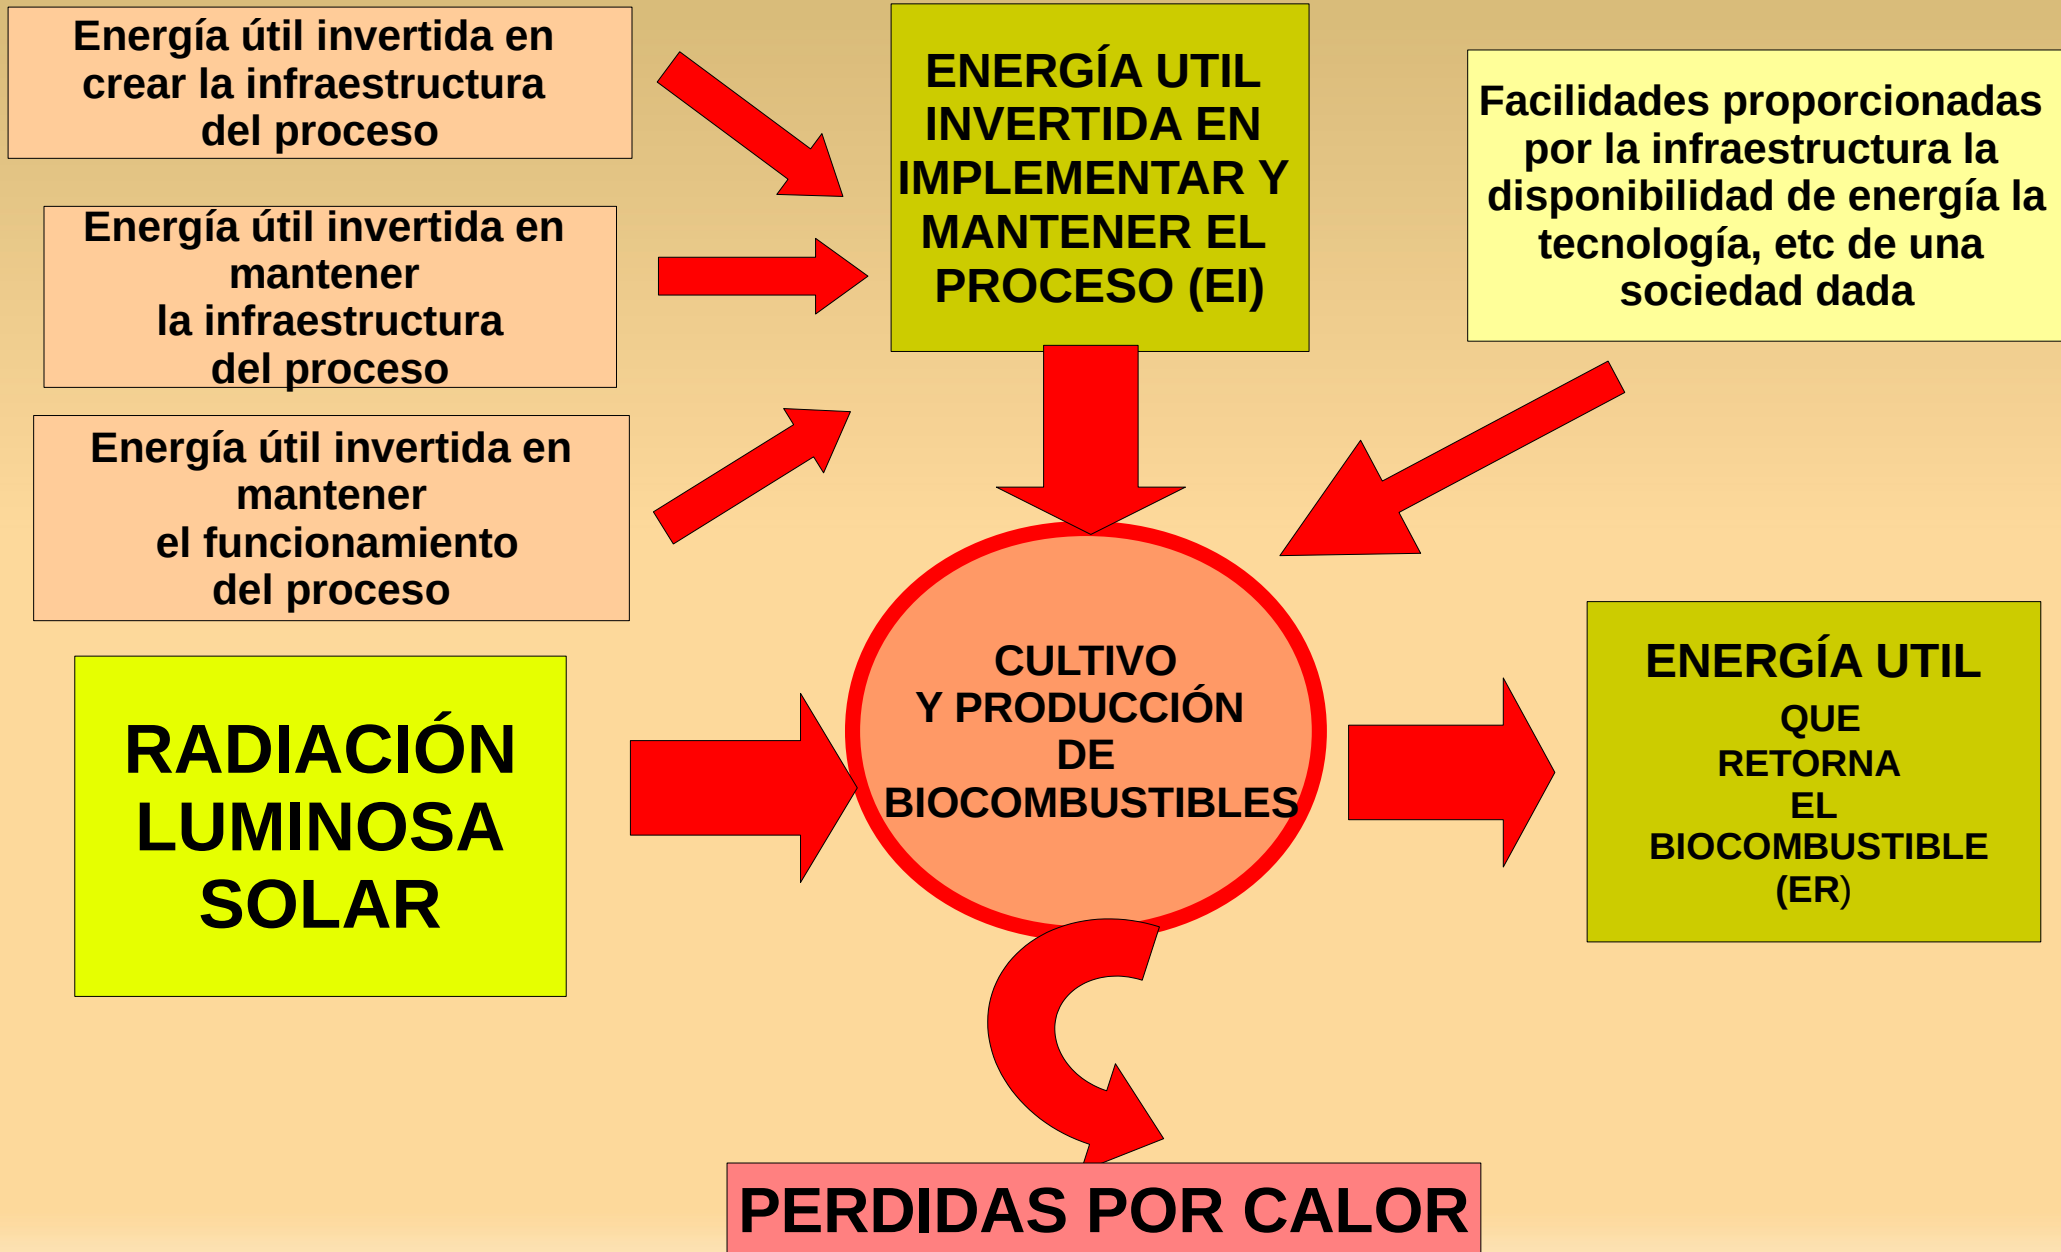 Energía útil invertida en
crear la infraestructura
del proceso
Energía útil invertida en
mantener
la infraestructura
del proceso
Energía útil invertida en
mantener
el funcionamiento
del proceso
RADIACIÓN
LUMINOSA
SOLAR
ENERGÍA UTIL
INVERTIDA EN
IMPLEMENTAR Y
MANTENER EL
PROCESO (EI)
Facilidades proporcionadas
por la infraestructura la
disponibilidad de energía la
tecnología, etc de una
sociedad dada
CULTIVO
Y PRODUCCIÓN
DE
BIOCOMBUSTIBLES
ENERGÍA UTIL
QUE
RETORNA
EL
BIOCOMBUSTIBLE
(ER)
PERDIDAS POR CALOR